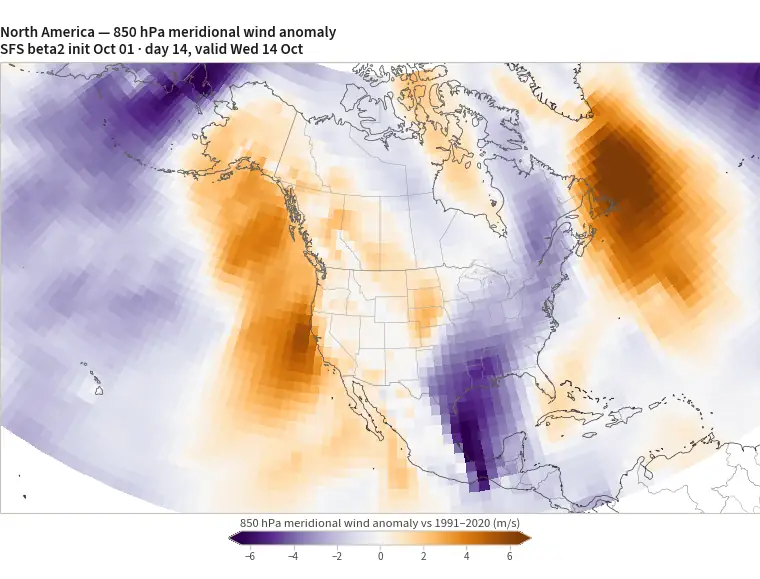 North America — 850 hPa meridional wind anomaly
SFS beta2 init Oct 01 · day 14, valid Wed 14 Oct
850 hPa meridional wind anomaly vs 1991–2020 (m/s)
−6 −4 −2 0 2 4 6